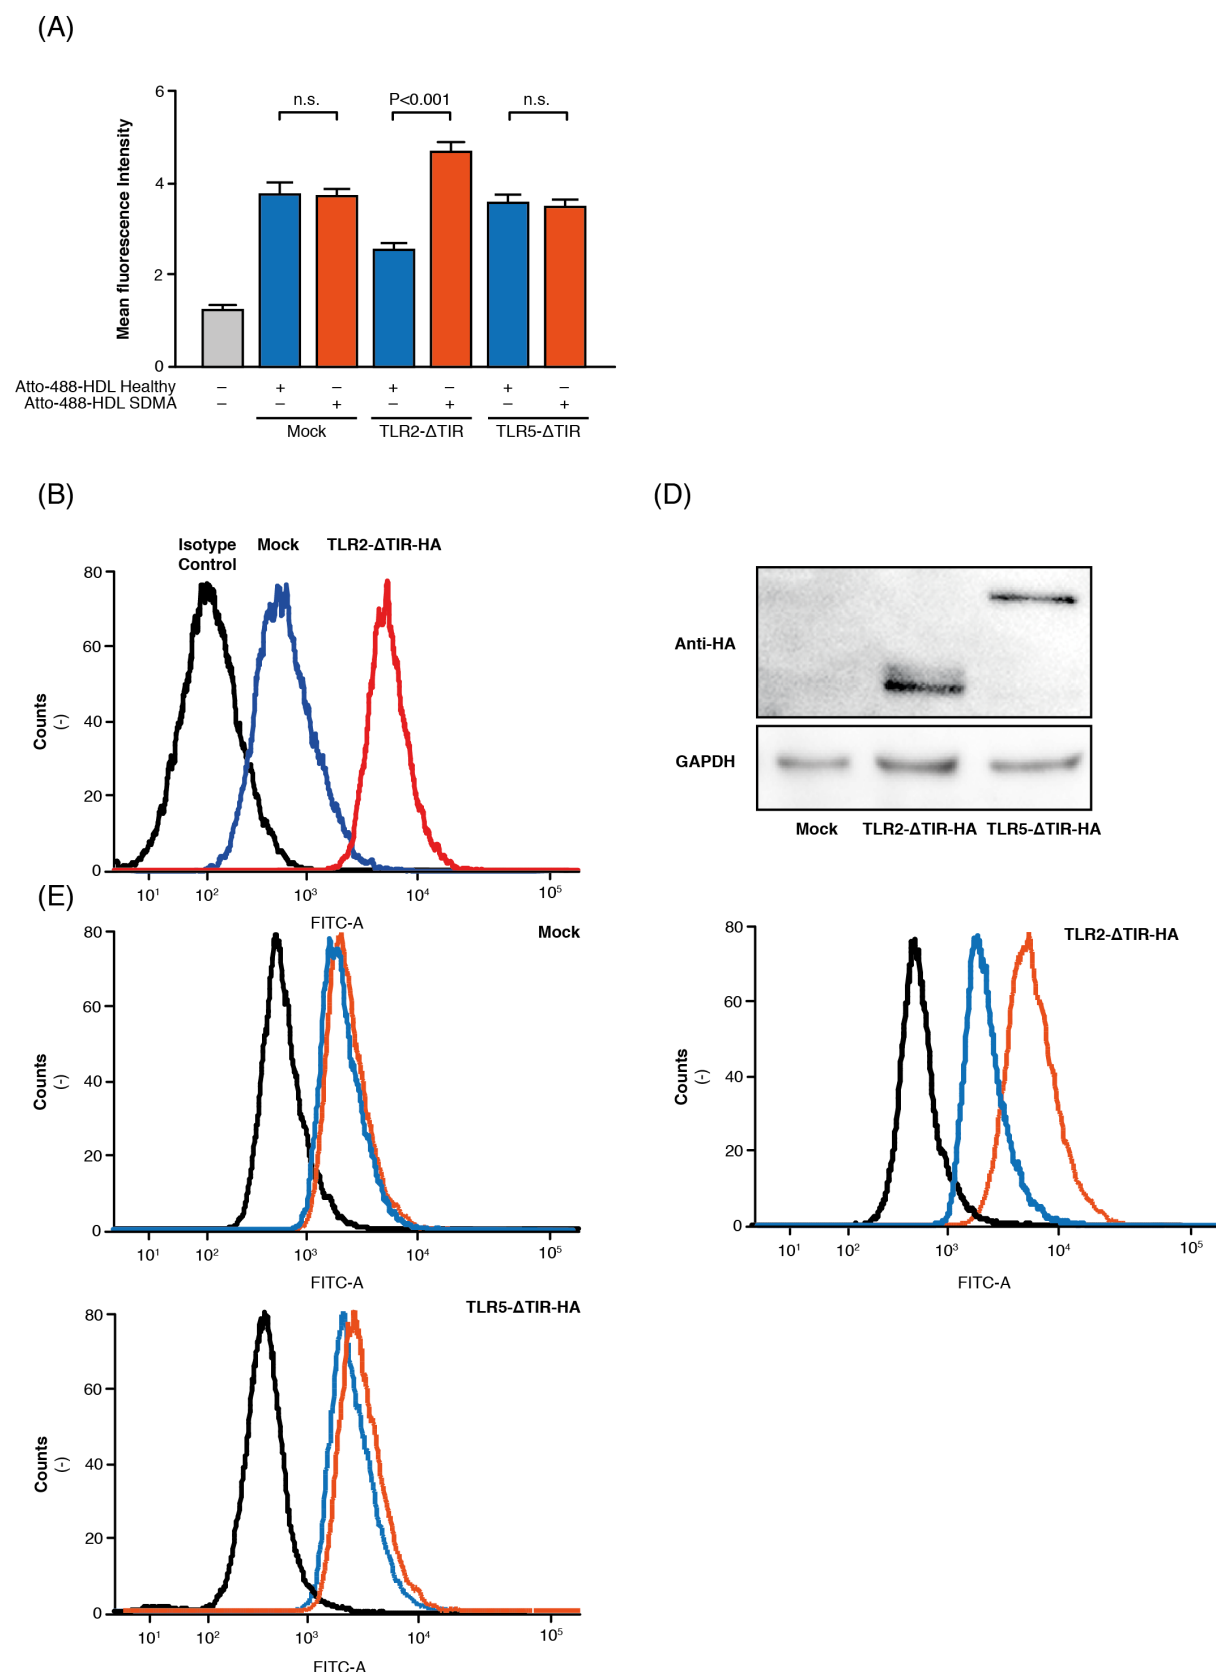 (A)
6
4
2
0
Mean fluorescence Intensity
n.s.
P<0.001
n.s.
Atto-488-HDL Healthy – + – + – + –
Atto-488-HDL SDMA – – + – + – +
Mock TLR2-ΔTIR TLR5-ΔTIR
(B)
Isotype
Control
Mock
TLR2-ΔTIR-HA
80
60
40
20
0
Counts
(-)
10¹ 10² 10³ 10⁴ 10⁵
FITC-A
(D)
Anti-HA
GAPDH
Mock TLR2-ΔTIR-HA TLR5-ΔTIR-HA
(E)
Mock
80
60
40
20
0
Counts
(-)
10¹ 10² 10³ 10⁴ 10⁵
FITC-A
TLR2-ΔTIR-HA
80
60
40
20
0
Counts
(-)
10¹ 10² 10³ 10⁴ 10⁵
FITC-A
TLR5-ΔTIR-HA
80
60
40
20
0
Counts
(-)
10¹ 10² 10³ 10⁴ 10⁵
FITC-A